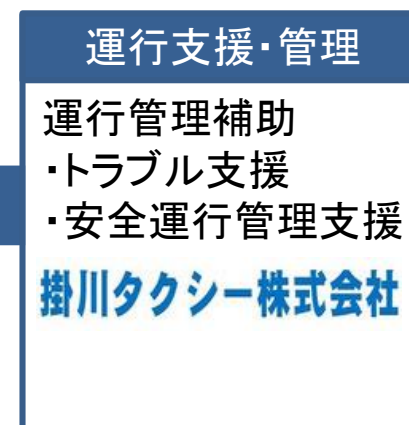 運行支援・管理
運行管理補助
・トラブル支援
・安全運行管理支援
掛川タクシー株式会社